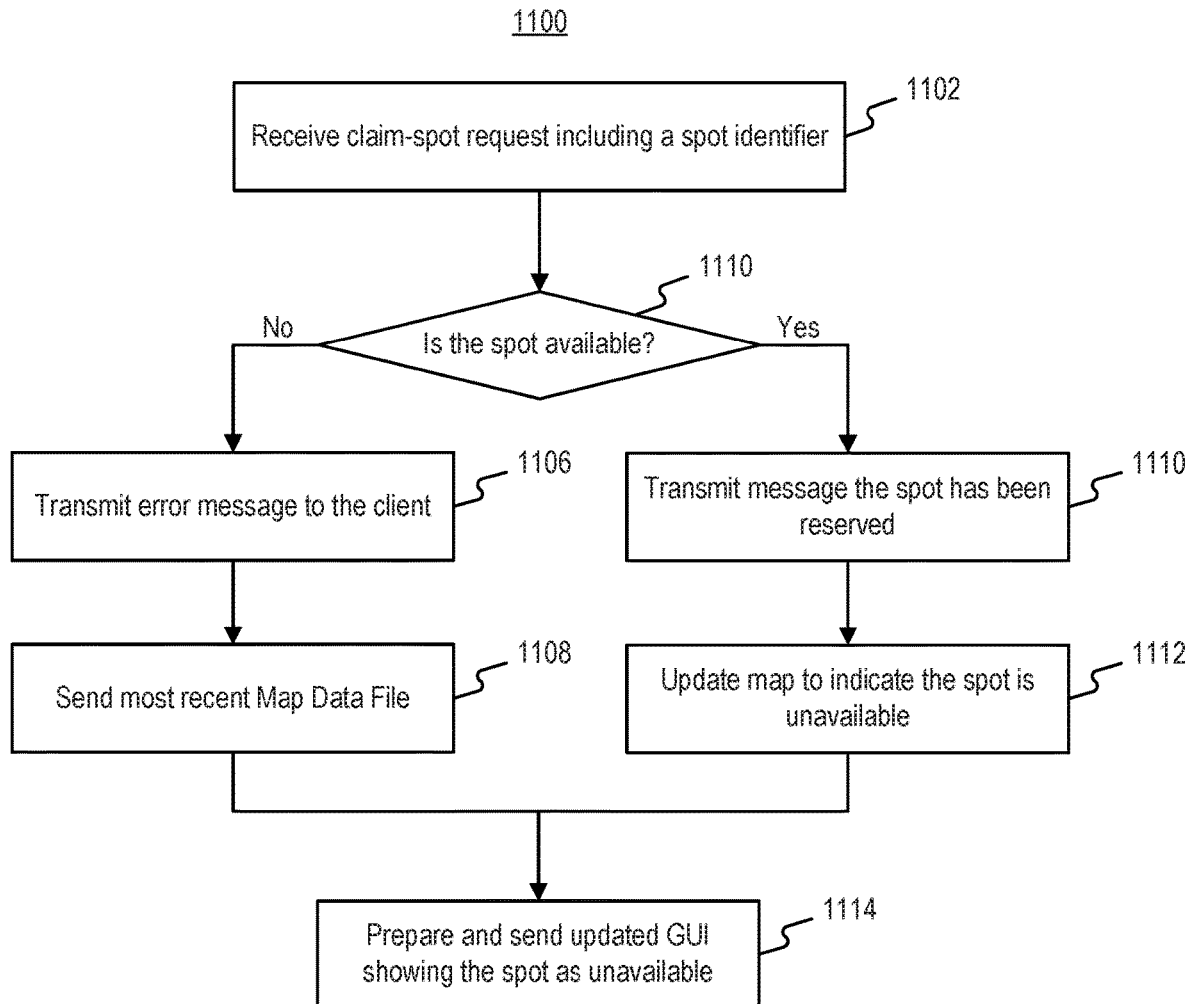 1100
1102
Receive claim-spot request including a spot identifier
1110
No
Is the spot available?
Yes
1106
Transmit error message to the client
1110
Transmit message the spot has been
reserved
1108
Send most recent Map Data File
1112
Update map to indicate the spot is
unavailable
1114
Prepare and send updated GUI
showing the spot as unavailable